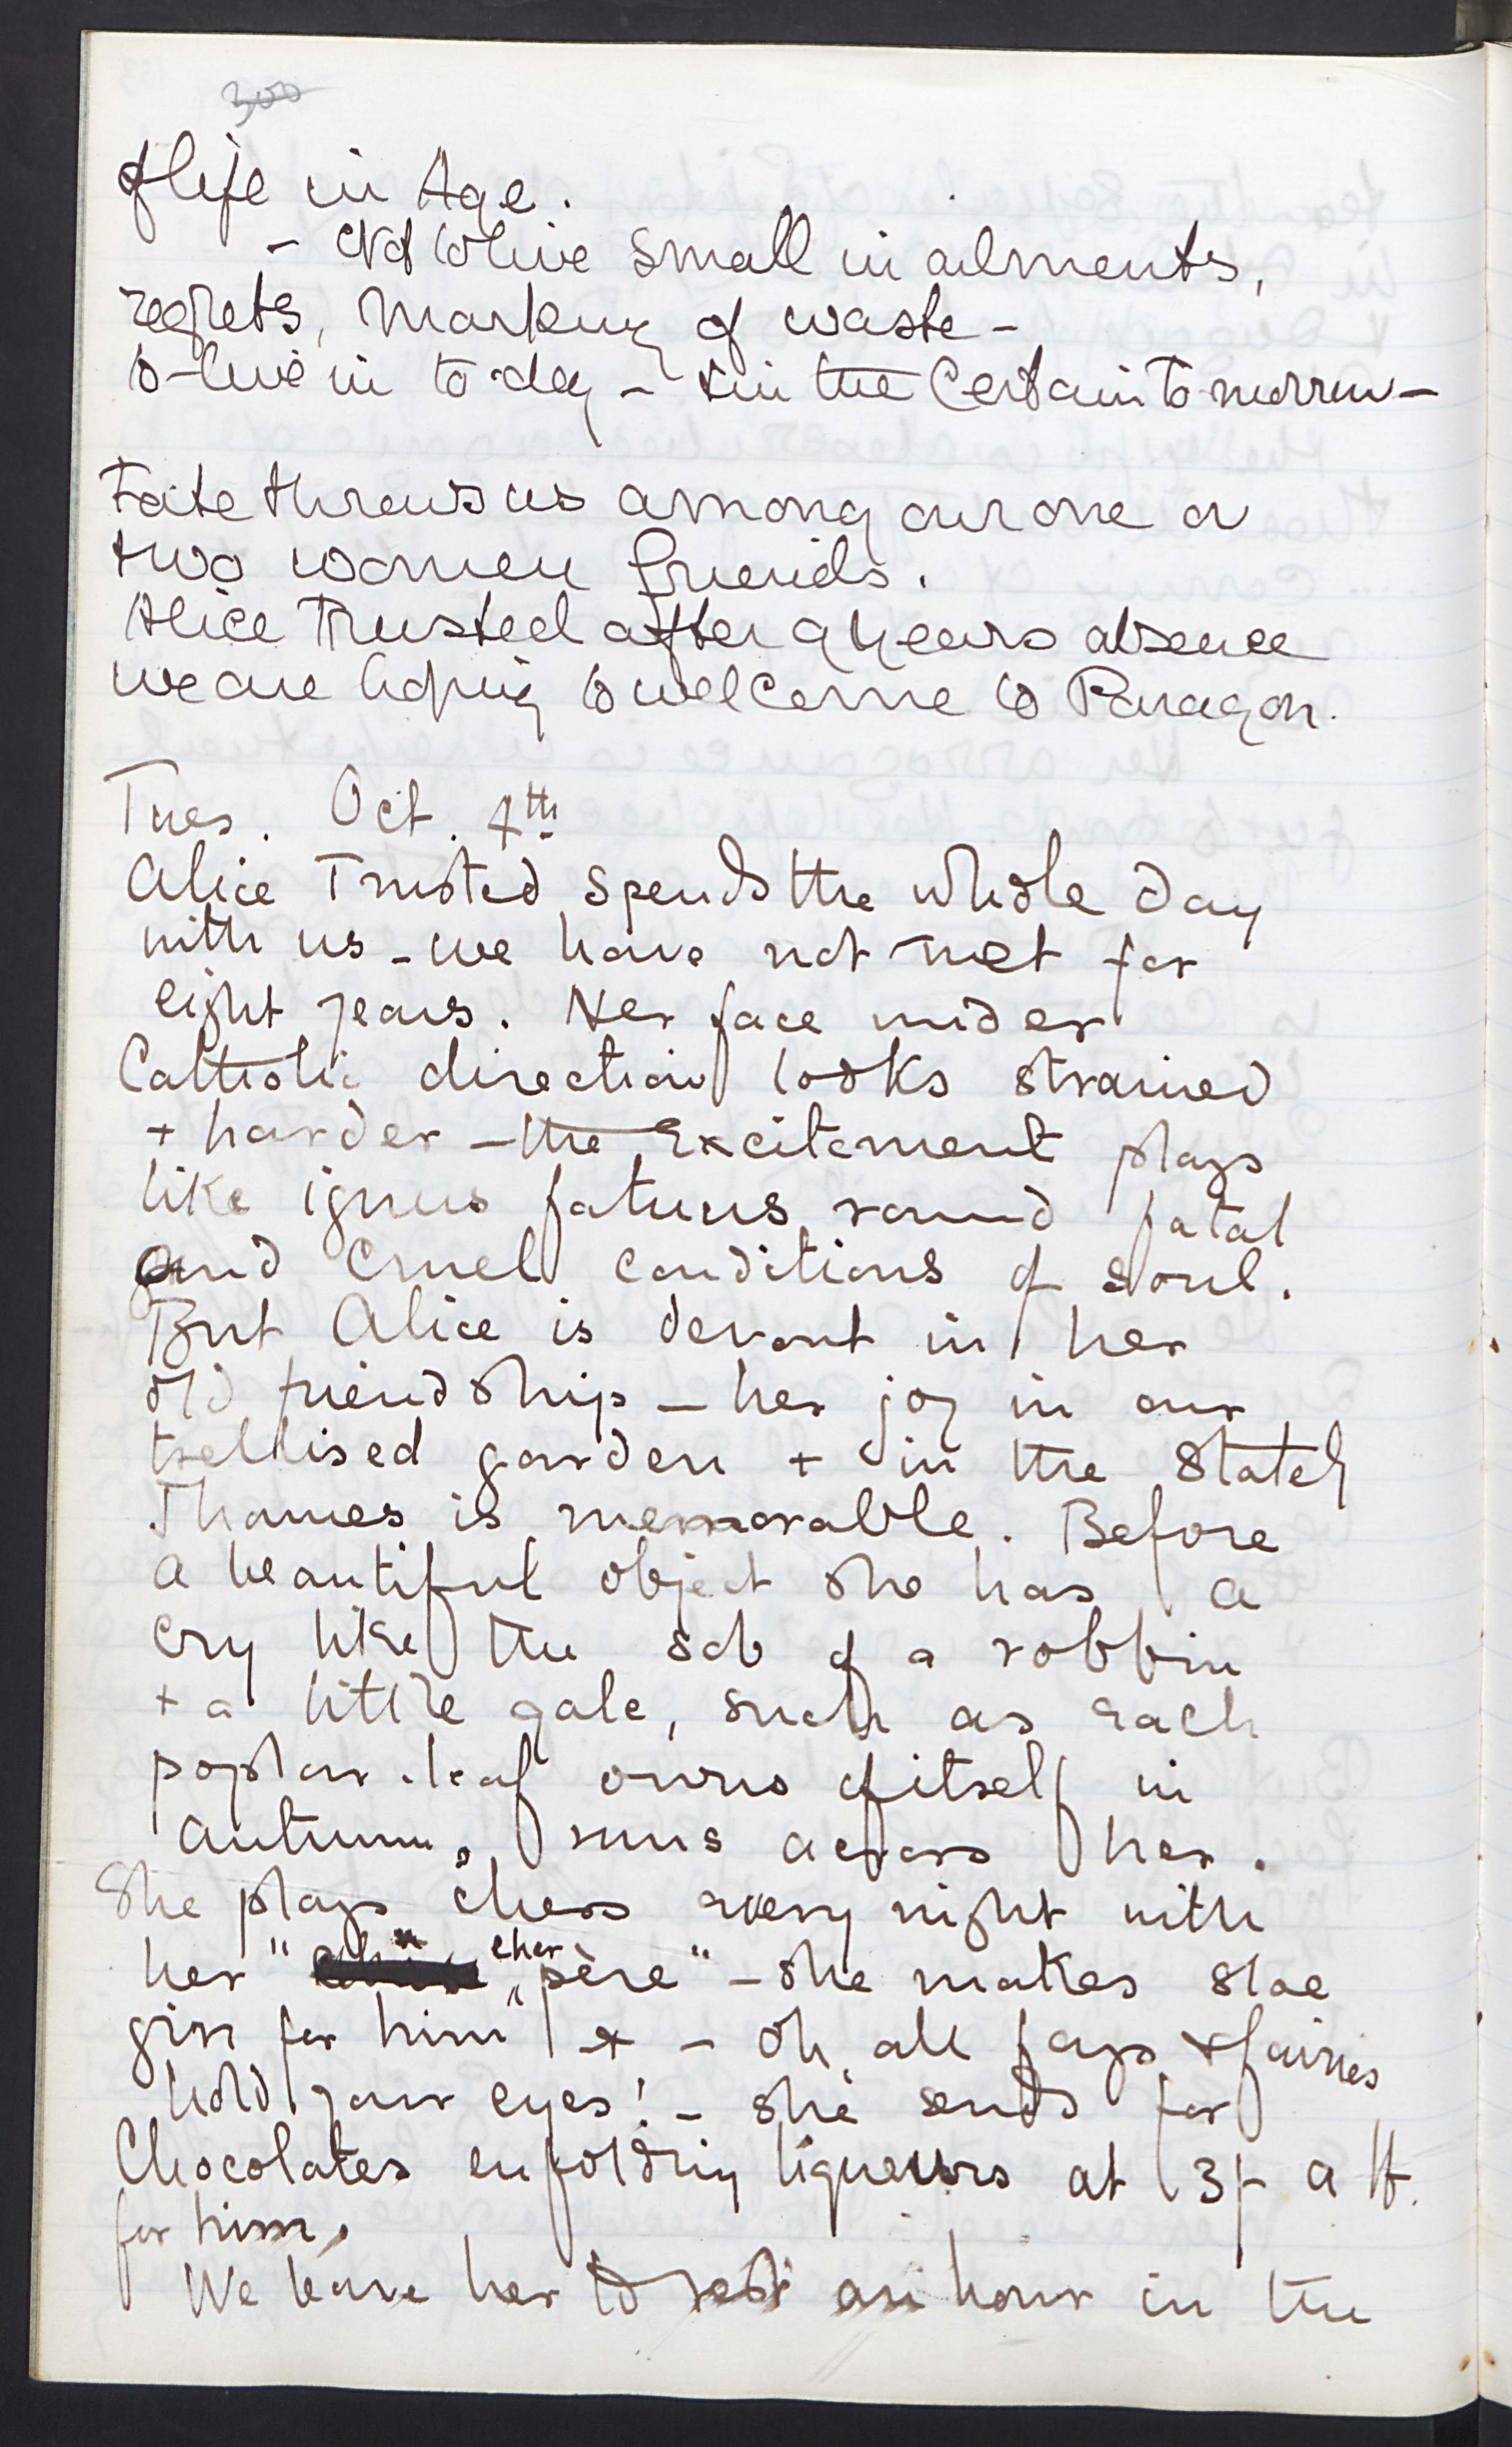 300
of life in Age.
- Not to live small in ailments,
regrets, marking of waste -
to live in to-day - & in the Certain To-morrow -
Fate throws us among our one or
two women friends.
Alice Trusted after 9 years absence
we are hoping to welcome to Paragon.
Tues. Oct. 4th
Alice Trusted spends the whole day
with us - we have not met for
eight years. Her face under
Catholic direction looks strained
+ harder - the excitement plays
like ignus fatuus round fatal
and cruel conditions of soul.
But Alice is devout in her
old friendship - her joy in our
trellised garden + in the stately
Thames is memorable. Before
a beautiful object she has a
cry like the sob of a robbin
+ a little gale, such as each
poplar-leaf owns of itself in
autumn, runs across her.
She plays chess every night with
her " "cher père" - she makes sloe
gin for him + - oh all fays & fairies
hold your eyes! - she sends for
Chocolates enfolding liqueurs at 3/- a lb.
for him.
We leave her to rest an hour in the